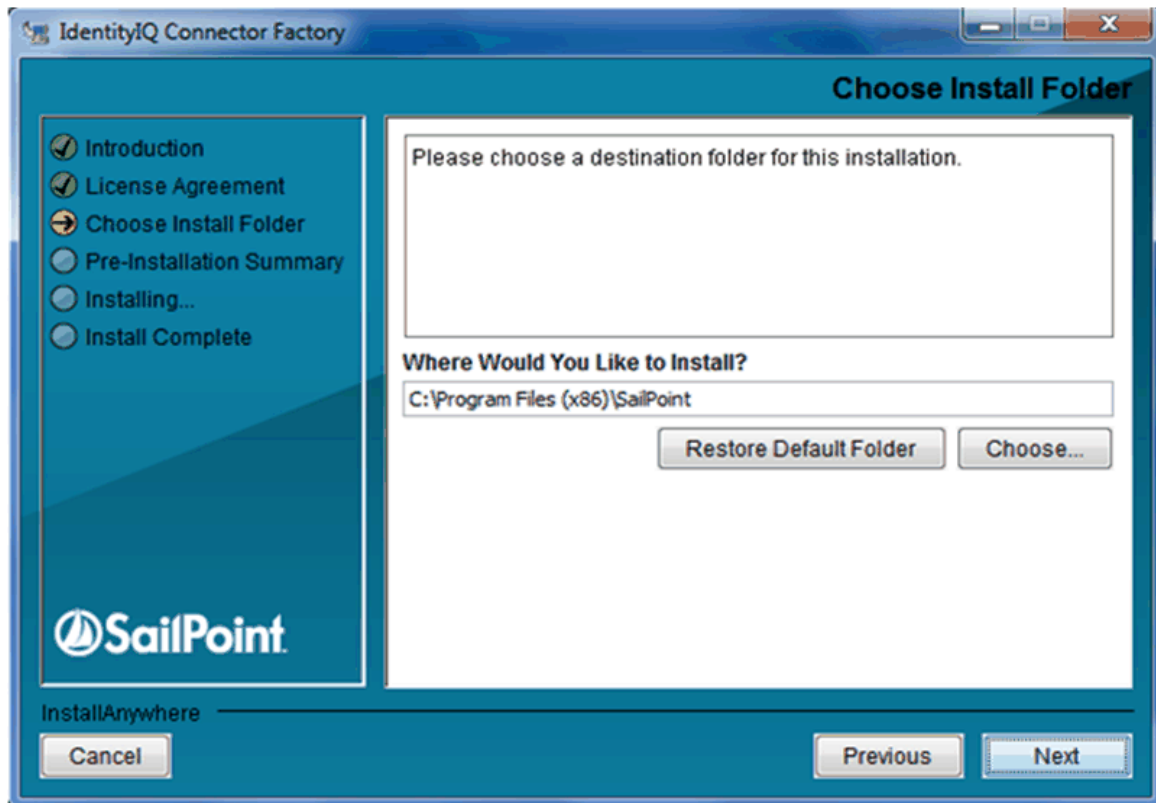 IdentityIQ Connector Factory
Choose Install Folder
Introduction
License Agreement
Choose Install Folder
Pre-Installation Summary
Installing...
Install Complete
SailPoint.
Please choose a destination folder for this installation.
Where Would You Like to Install?
C:\Program Files (x86)\SailPoint
Restore Default Folder
Choose...
InstallAnywhere
Cancel
Previous
Next